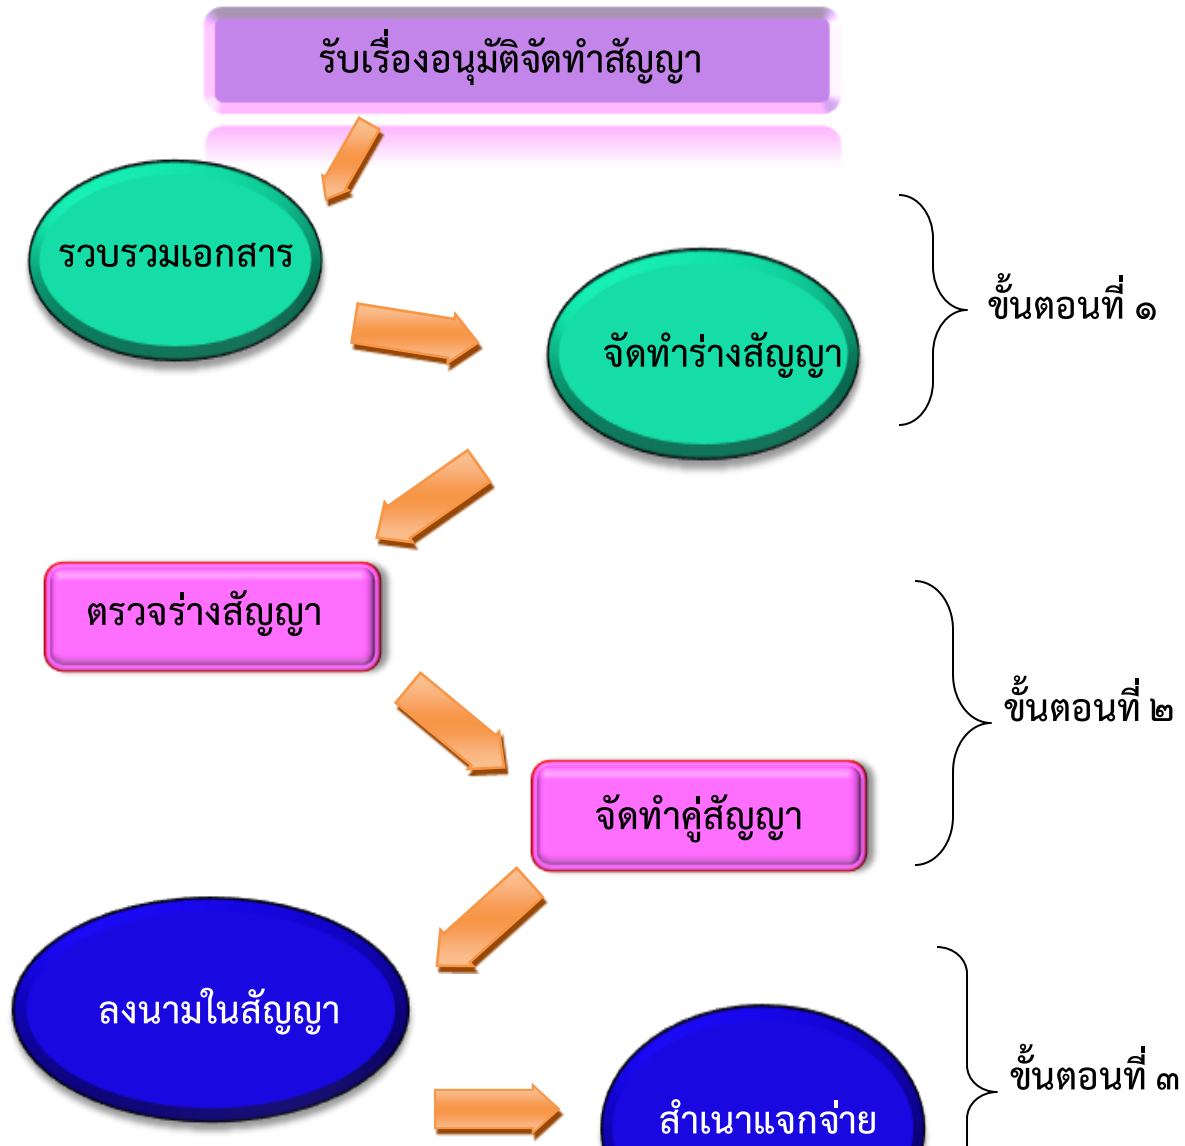 รับเรื่องอนุมัติจัดทำสัญญา
รวบรวมเอกสาร
จัดทำร่างสัญญา
ขั้นตอนที่ ๑
ตรวจร่างสัญญา
ขั้นตอนที่ ๒
จัดทำคู่สัญญา
ลงนามในสัญญา
ขั้นตอนที่ ๓
สำเนาแจกจ่าย